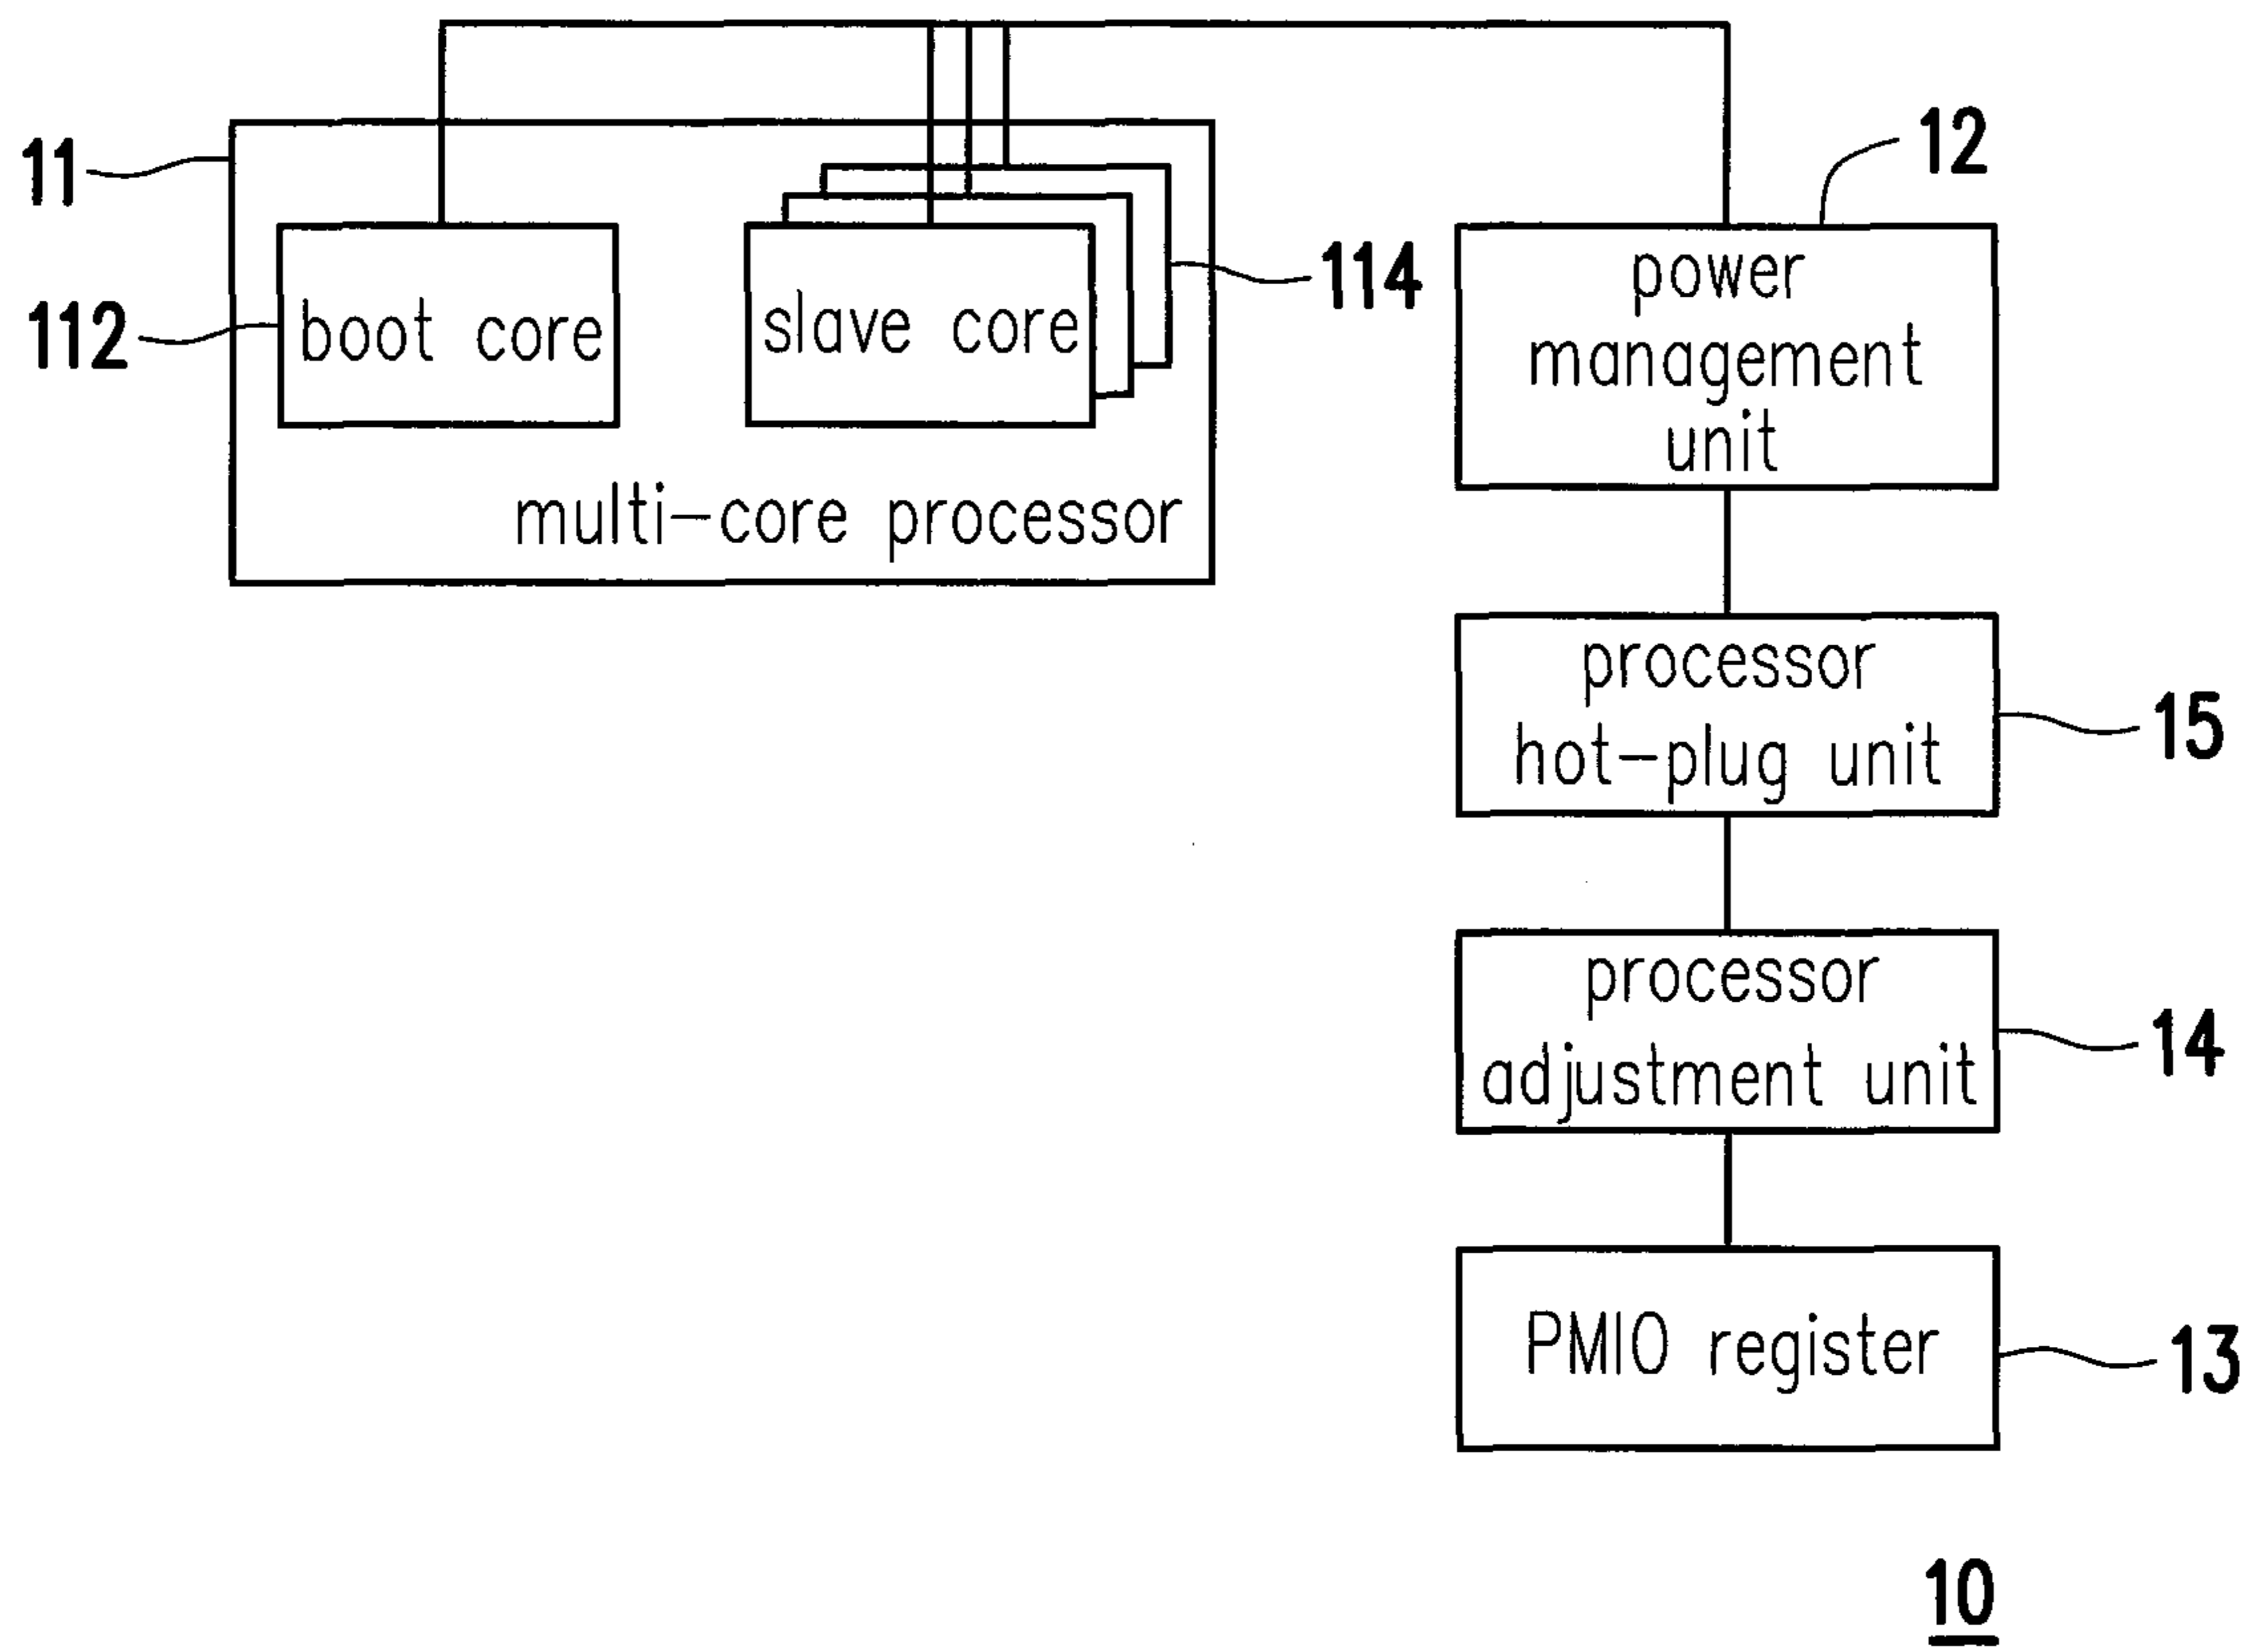 11
12
114
112
boot core
slave core
power
management
unit
multi-core processor
processor
hot-plug unit
15
processor
adjustment unit
14
PMIO register
13
10